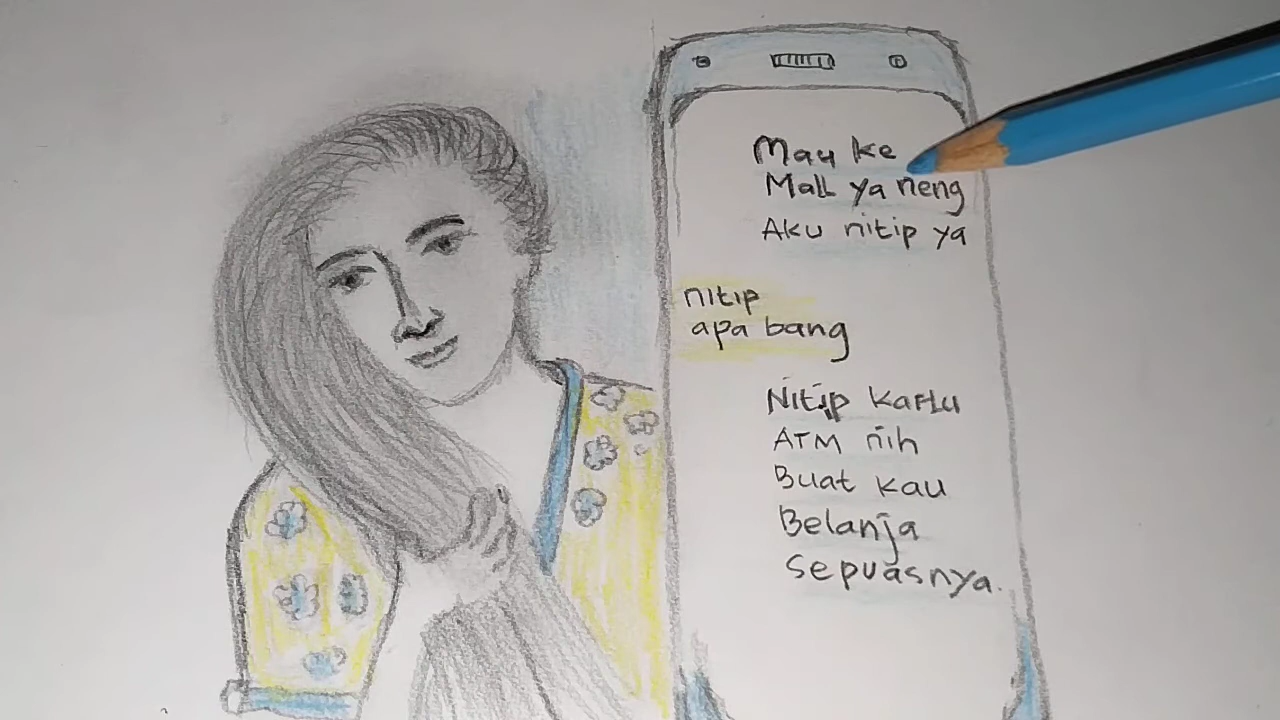 Mau ke
Mall ya neng
Aku nitip ya
nitip
apa bang
Nitip Kartu
ATM nih
Buat kau
Belanja
sepuasnya.